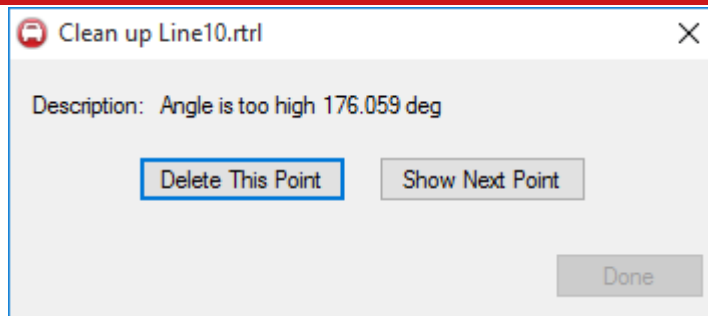 Clean up Line10.rtrl
Description: Angle is too high 176.059 deg
Delete This Point Show Next Point
Done